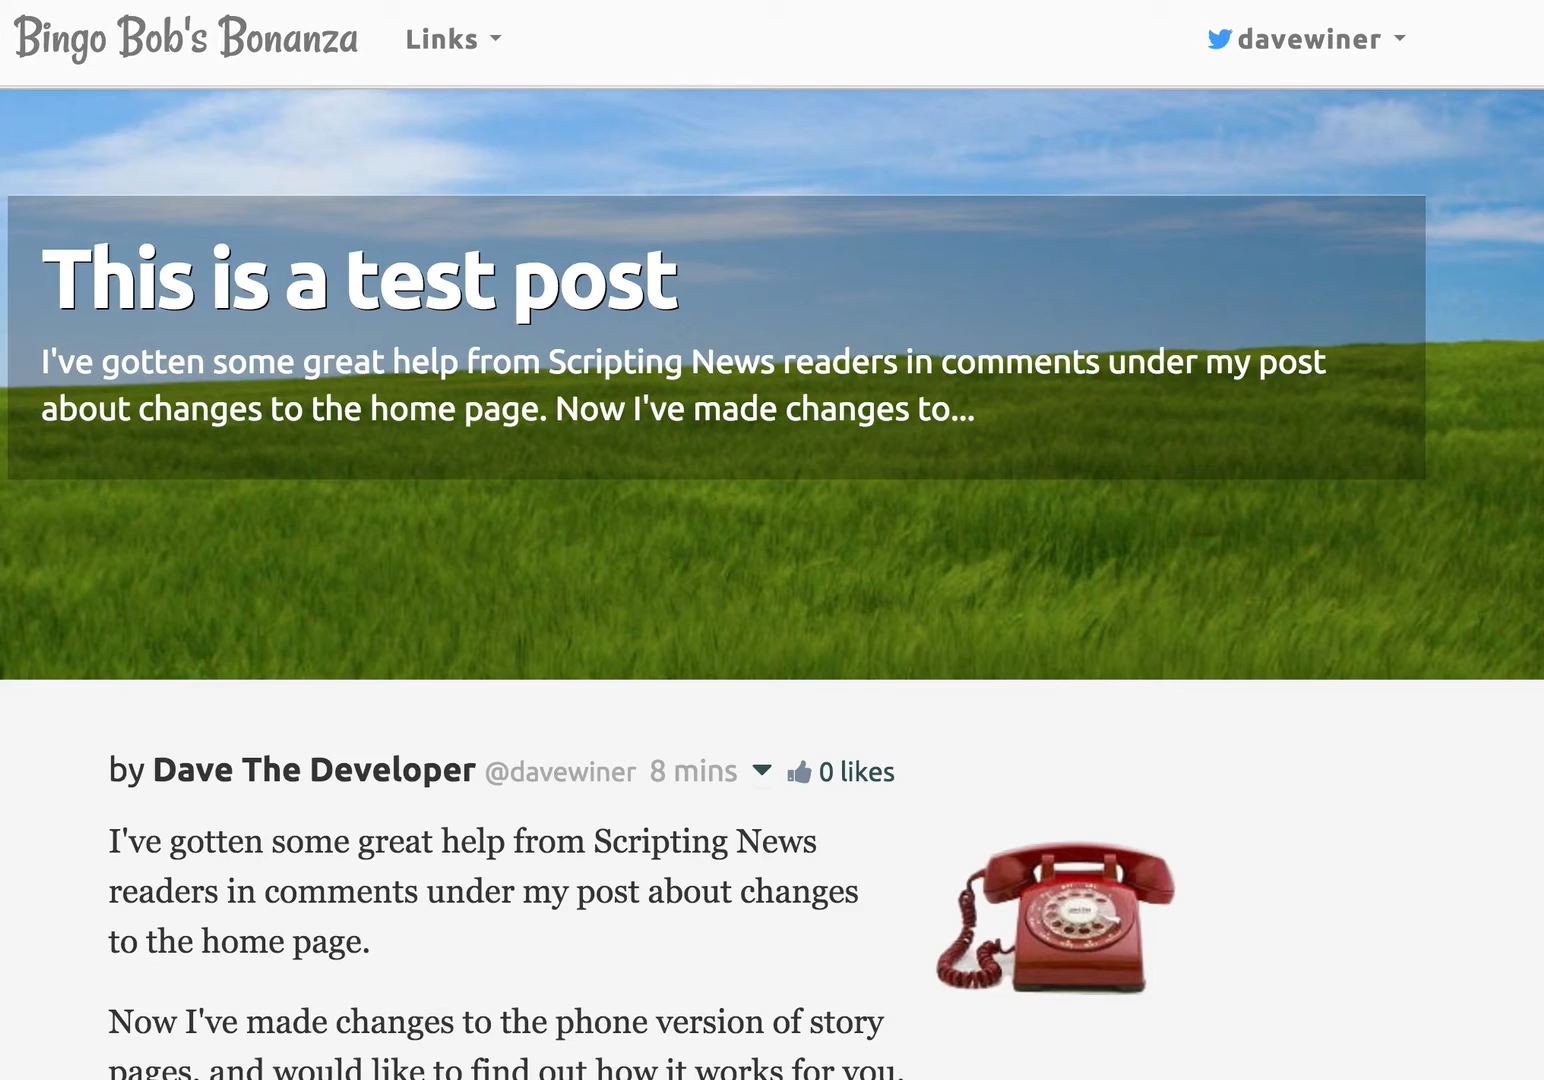 Bingo Bob's Bonanza
Links
davewiner
This is a test post
I've gotten some great help from Scripting News readers in comments under my post
about changes to the home page. Now I've made changes to...
by Dave The Developer @davewiner 8 mins 0 likes
I've gotten some great help from Scripting News
readers in comments under my post about changes
to the home page.
Now I've made changes to the phone version of story
pages, and would like to find out how it works for you.